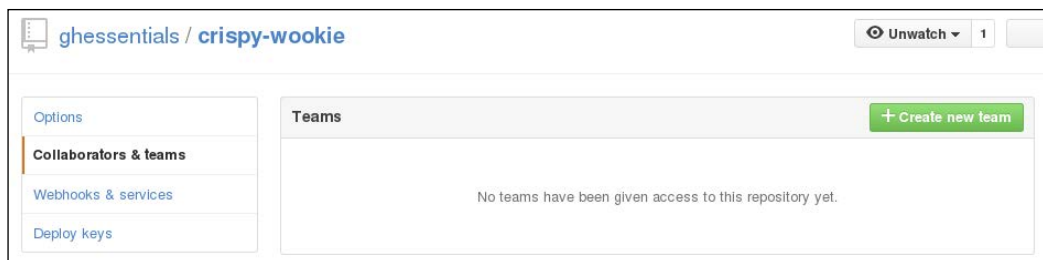 ghessentials / crispy-wookie
Unwatch 1
Options
Collaborators & teams
Webhooks & services
Deploy keys
Teams
+ Create new team
No teams have been given access to this repository yet.